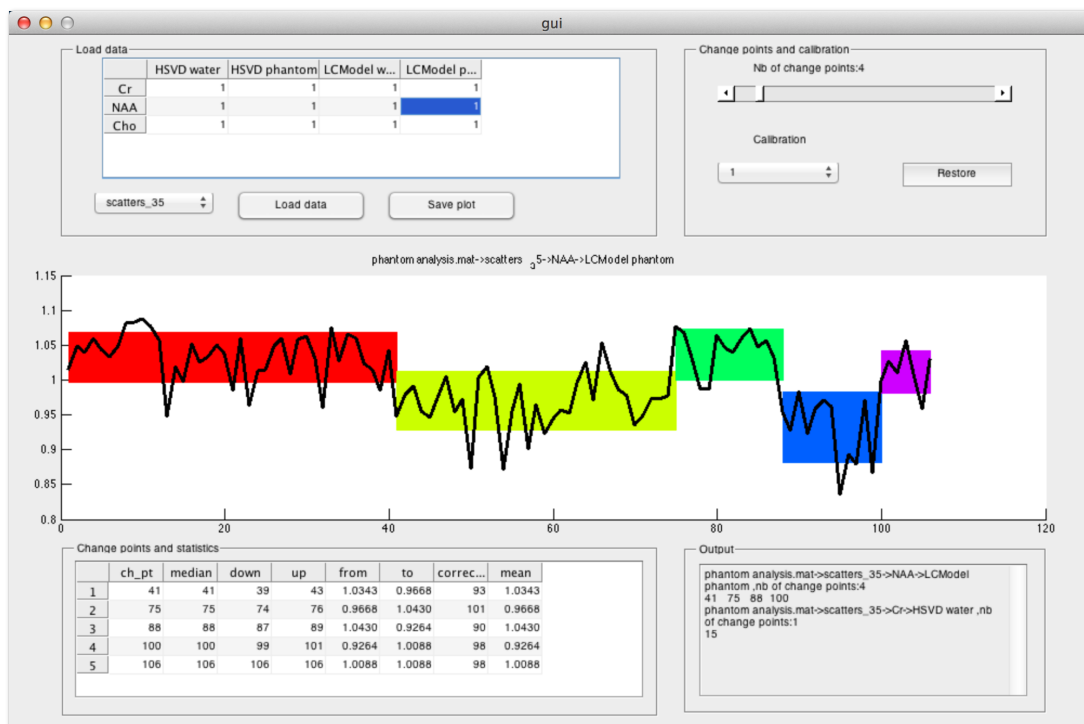 gui
Load data
HSVD water HSVD phantom LCModel w... LCModel p...
Cr 1 1 1 1
NAA 1 1 1 1
Cho 1 1 1 1
scatters_35 Load data Save plot
Change points and calibration
Nb of change points:4
Calibration
1 Restore
phantom analysis.mat->scatters 35->NAA->LCModel phantom
1.15
1.1
1.05
1
0.95
0.9
0.85
0.8
0 20 40 60 80 100 120
Change points and statistics
ch_pt median down up from to correc... mean
1 41 41 39 43 1.0343 0.9668 93 1.0343
2 75 75 74 76 0.9668 1.0430 101 0.9668
3 88 88 87 89 1.0430 0.9264 90 1.0430
4 100 100 99 101 0.9264 1.0088 98 0.9264
5 106 106 106 106 1.0088 1.0088 98 1.0088
Output
phantom analysis.mat->scatters_35->NAA->LCModel
phantom ,nb of change points:4
41 75 88 100
phantom analysis.mat->scatters_35->Cr->HSVD water ,nb
of change points:1
15